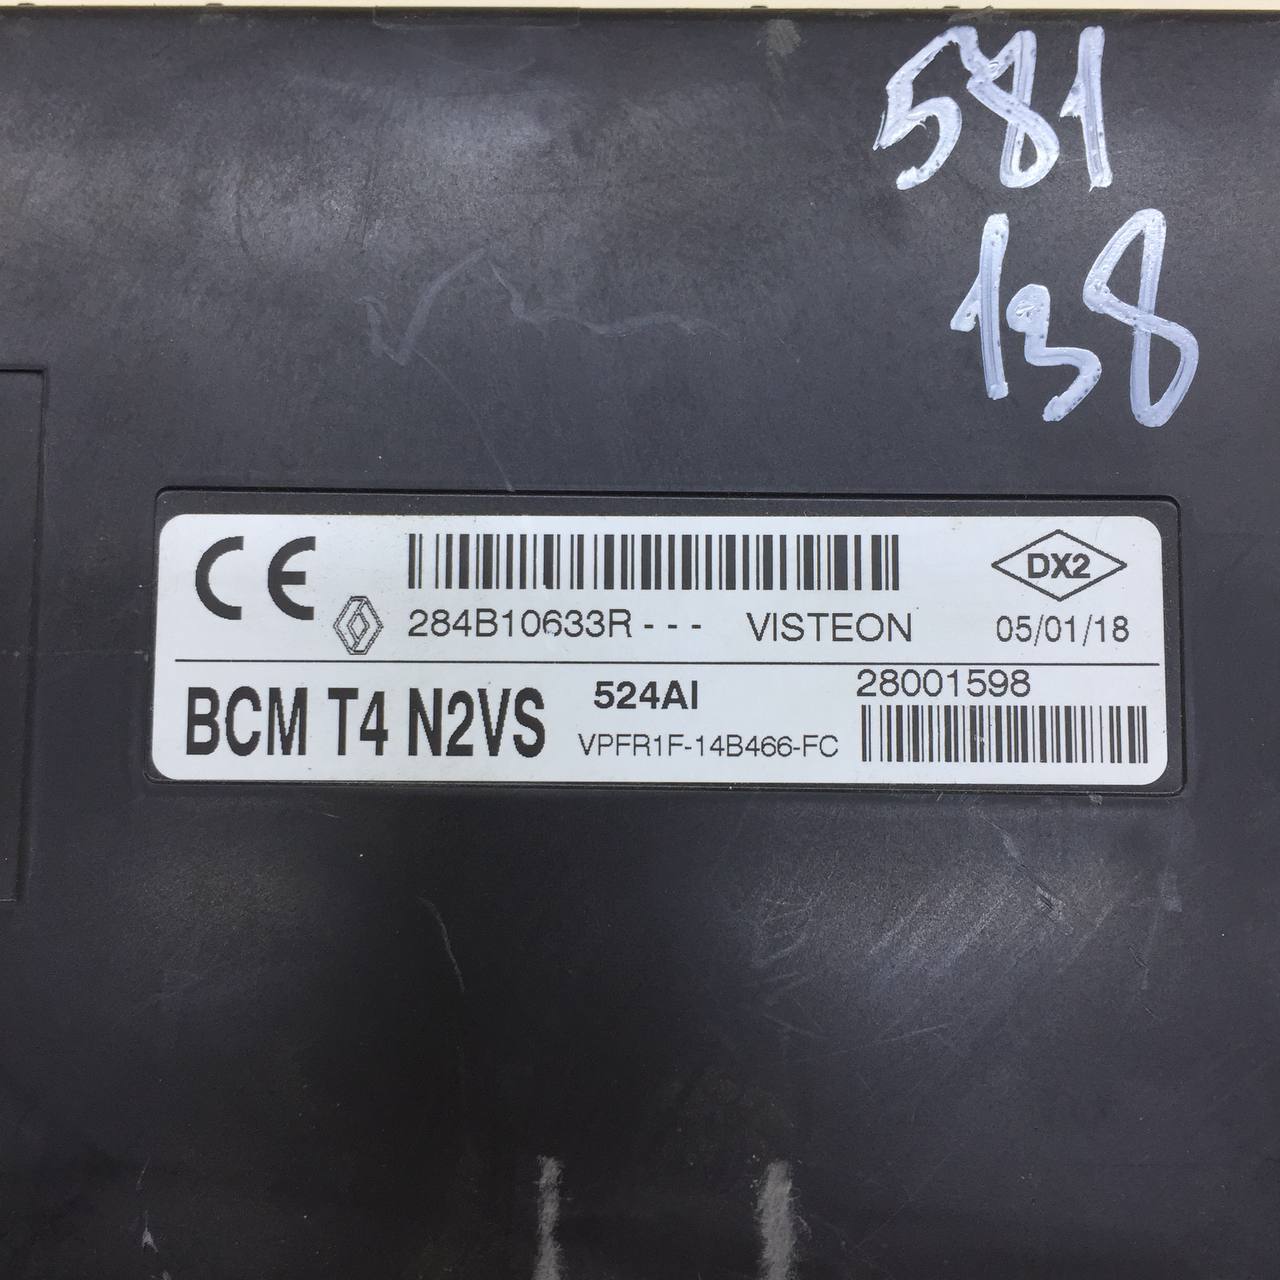 581
138
CE
284B10633R--- VISTEON
DX2
05/01/18
BCM T4 N2VS
524AI
VPFR1F-14B466-FC
28001598